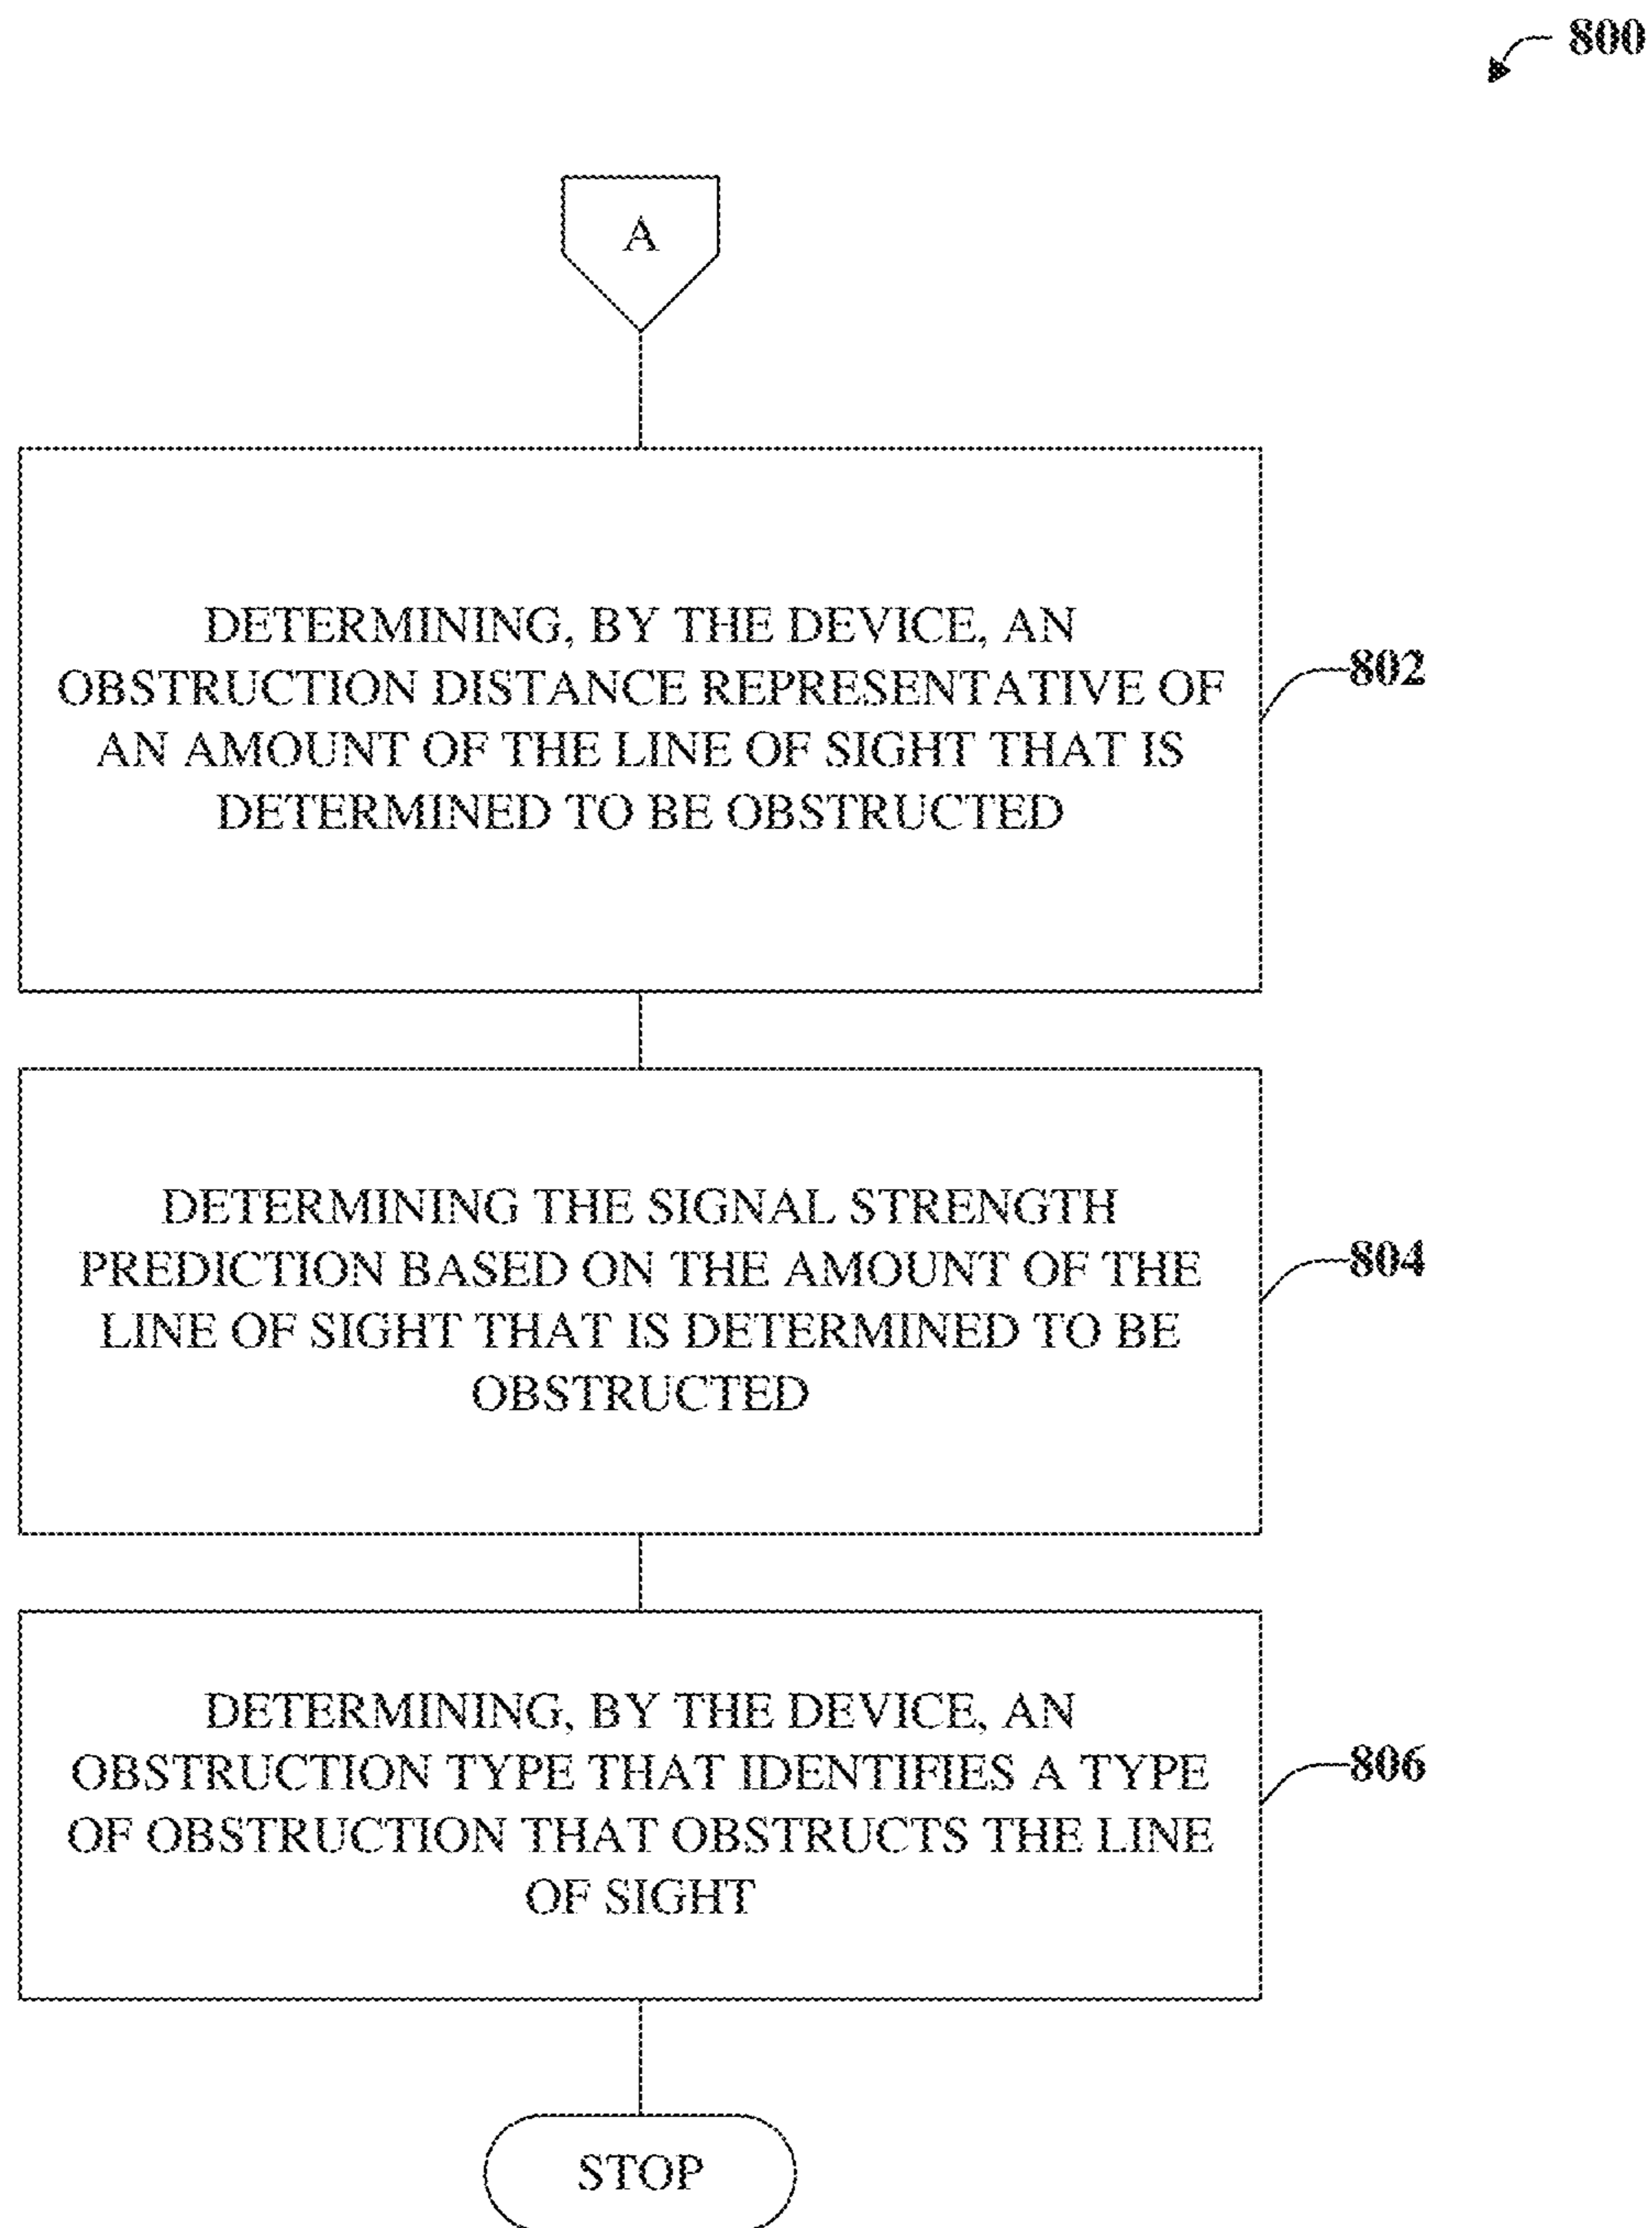 800
A
DETERMINING, BY THE DEVICE, AN
OBSTRUCTION DISTANCE REPRESENTATIVE OF
AN AMOUNT OF THE LINE OF SIGHT THAT IS
DETERMINED TO BE OBSTRUCTED
802
DETERMINING THE SIGNAL STRENGTH
PREDICTION BASED ON THE AMOUNT OF THE
LINE OF SIGHT THAT IS DETERMINED TO BE
OBSTRUCTED
804
DETERMINING, BY THE DEVICE, AN
OBSTRUCTION TYPE THAT IDENTIFIES A TYPE
OF OBSTRUCTION THAT OBSTRUCTS THE LINE
OF SIGHT
806
STOP